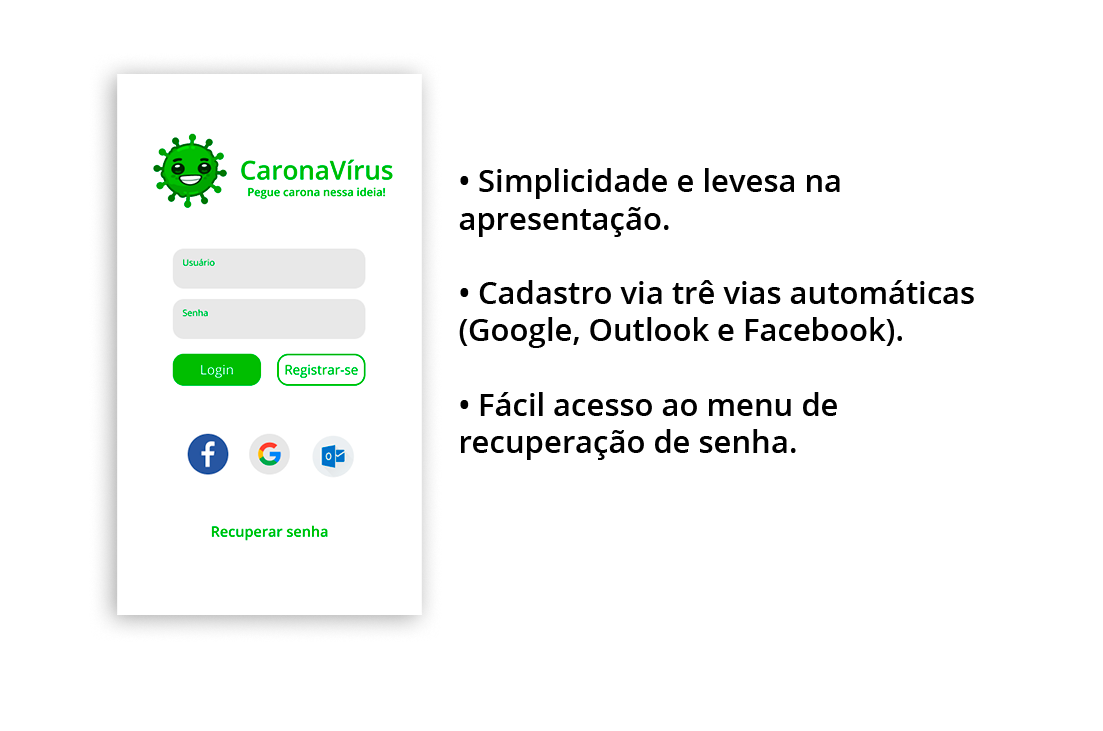 CaronaVírus
Pegue carona nessa ideia!
Usuário
Senha
Login
Registrar-se
Recuperar senha
• Simplicidade e levesa na
apresentação.
• Cadastro via trê vias automáticas
(Google, Outlook e Facebook).
• Fácil acesso ao menu de
recuperação de senha.